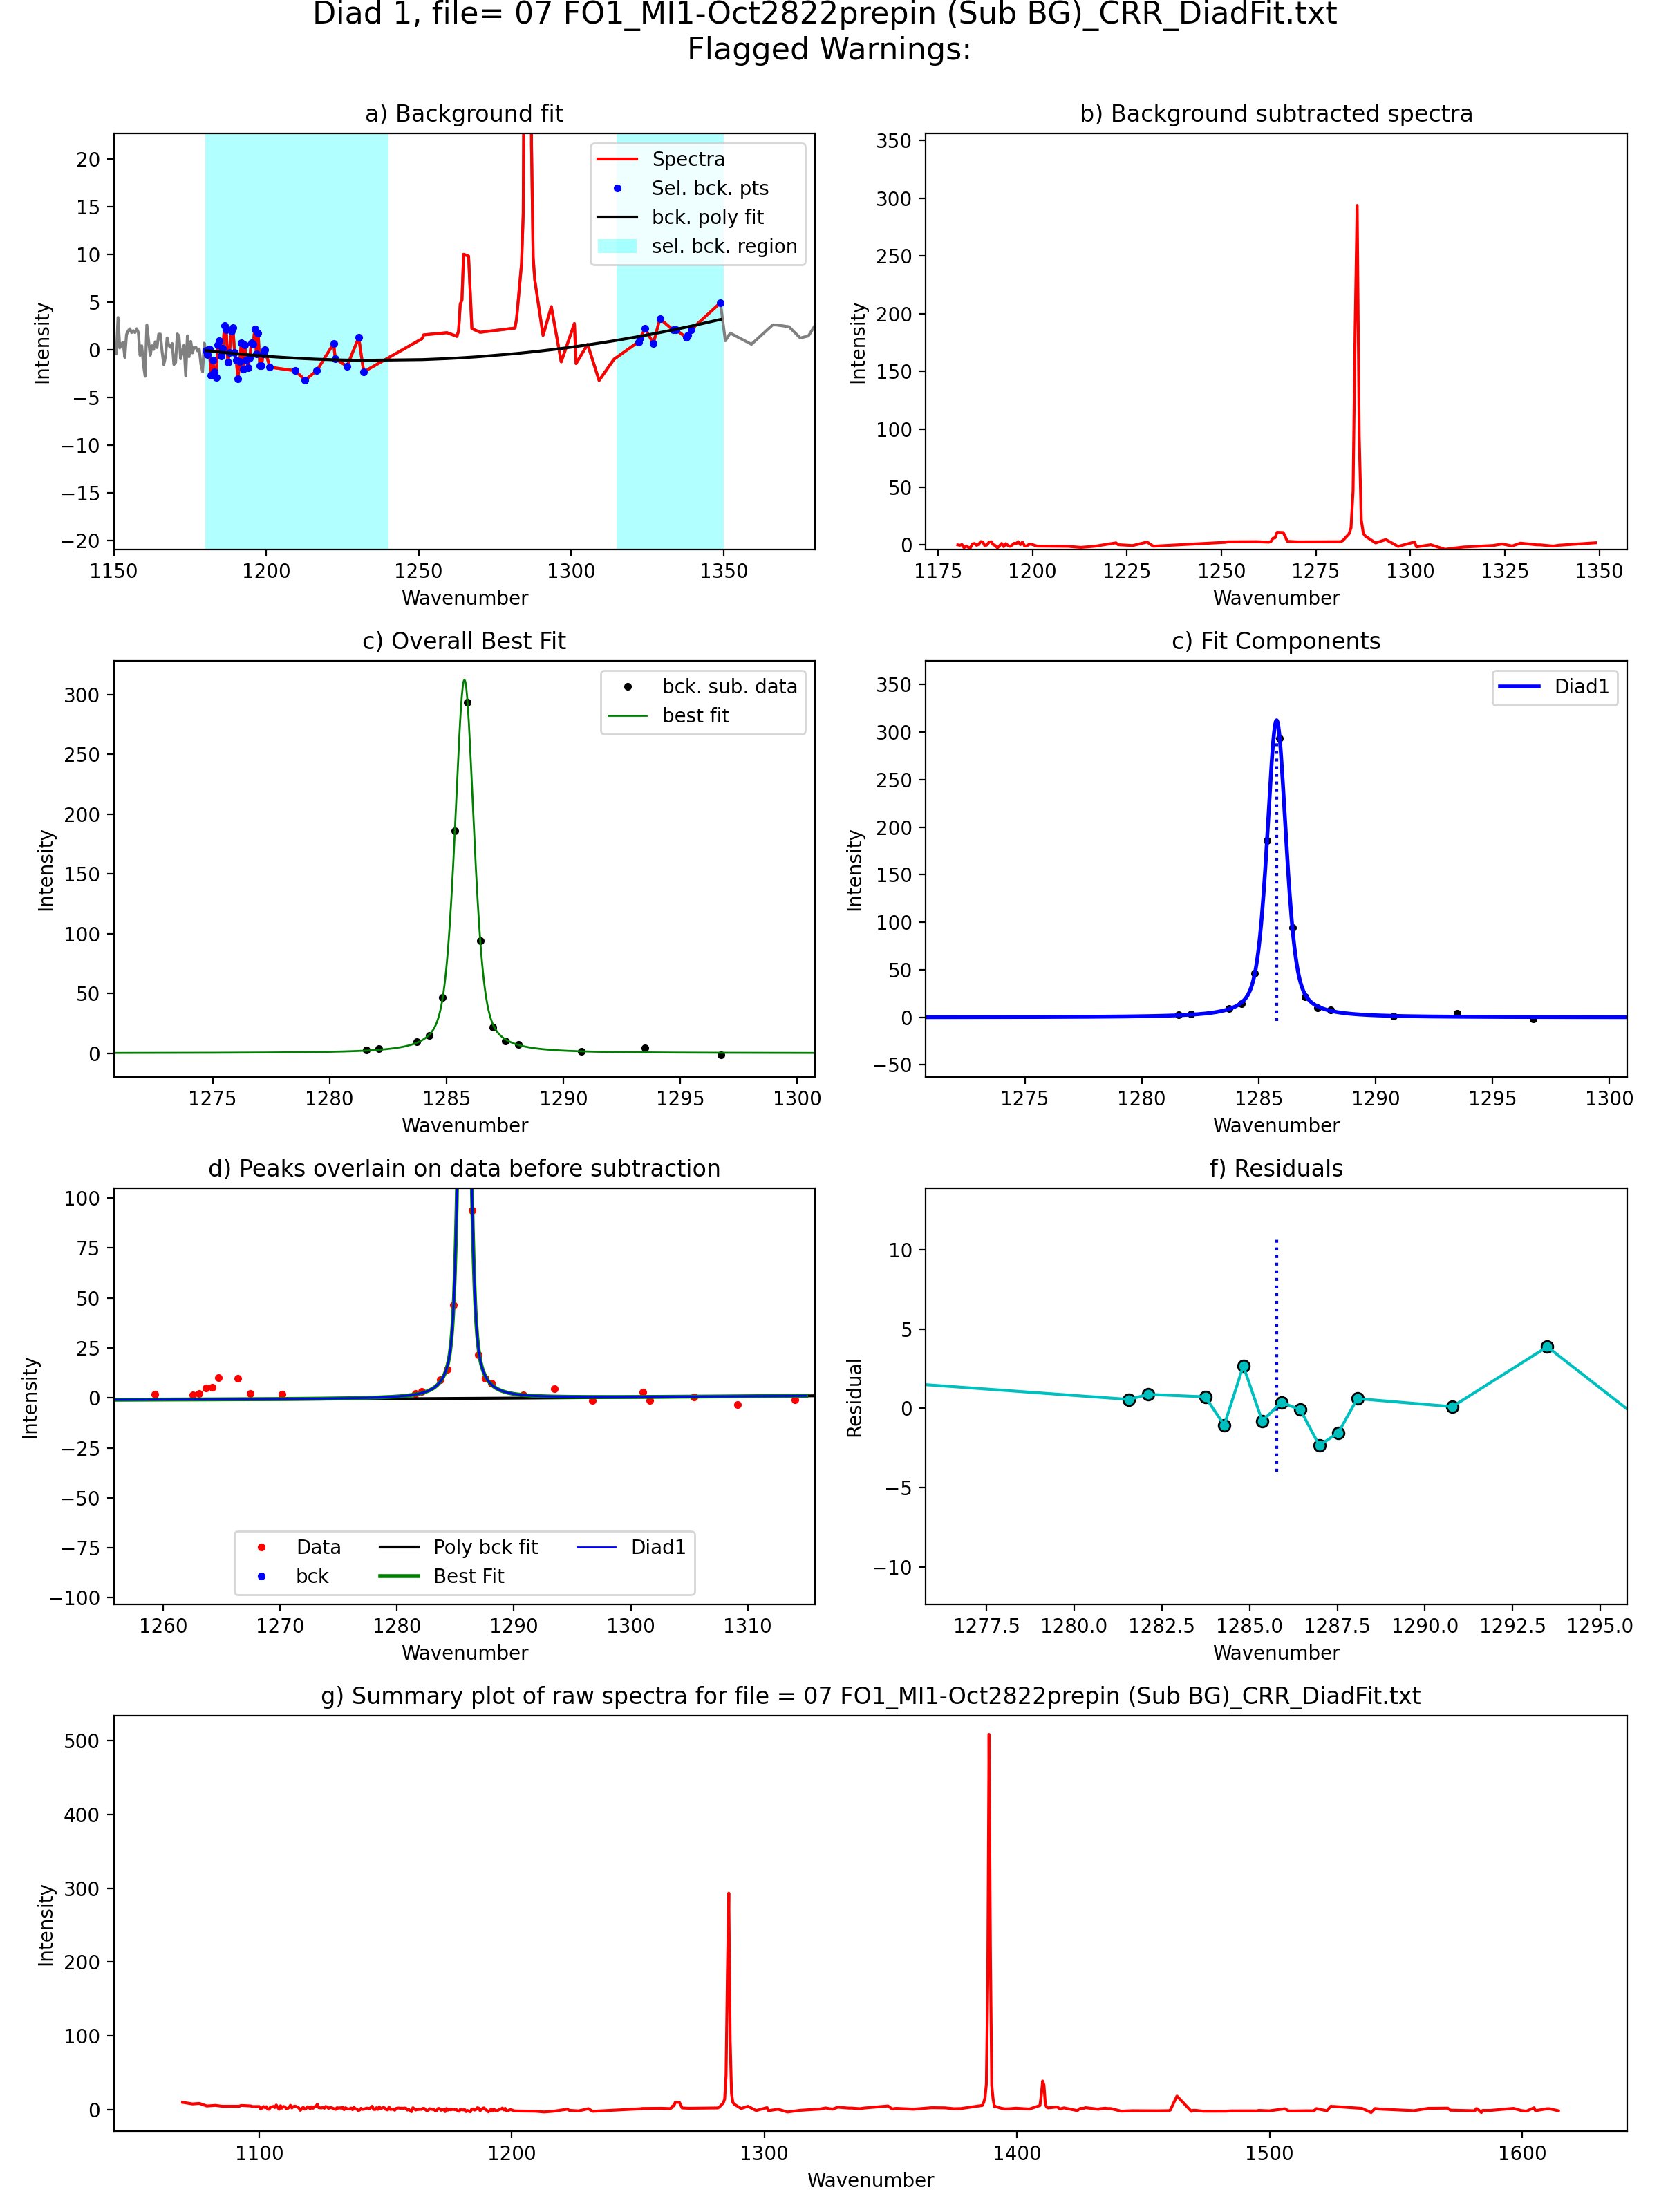 Diad 1, file= 07 FO1_MI1-Oct2822prepin (Sub BG)_CRR_DiadFit.txt
Flagged Warnings:
a) Background fit
20
15
10
5
0
−5
−10
−15
−20
Intensity
Spectra
Sel. bck. pts
bck. poly fit
sel. bck. region
1150 1200 1250 1300 1350
Wavenumber
b) Background subtracted spectra
350
300
250
200
150
100
50
0
Intensity
1175 1200 1225 1250 1275 1300 1325 1350
Wavenumber
c) Overall Best Fit
300
250
200
150
100
50
0
Intensity
bck. sub. data
best fit
1275 1280 1285 1290 1295 1300
Wavenumber
c) Fit Components
350
300
250
200
150
100
50
0
−50
Intensity
Diad1
1275 1280 1285 1290 1295 1300
Wavenumber
d) Peaks overlain on data before subtraction
100
75
50
25
0
−25
−50
−75
−100
Intensity
Data
bck
Poly bck fit
Best Fit
Diad1
1260 1270 1280 1290 1300 1310
Wavenumber
f) Residuals
10
5
0
−5
−10
Residual
1277.5 1280.0 1282.5 1285.0 1287.5 1290.0 1292.5 1295.0
Wavenumber
g) Summary plot of raw spectra for file = 07 FO1_MI1-Oct2822prepin (Sub BG)_CRR_DiadFit.txt
500
400
300
200
100
0
Intensity
1100 1200 1300 1400 1500 1600
Wavenumber